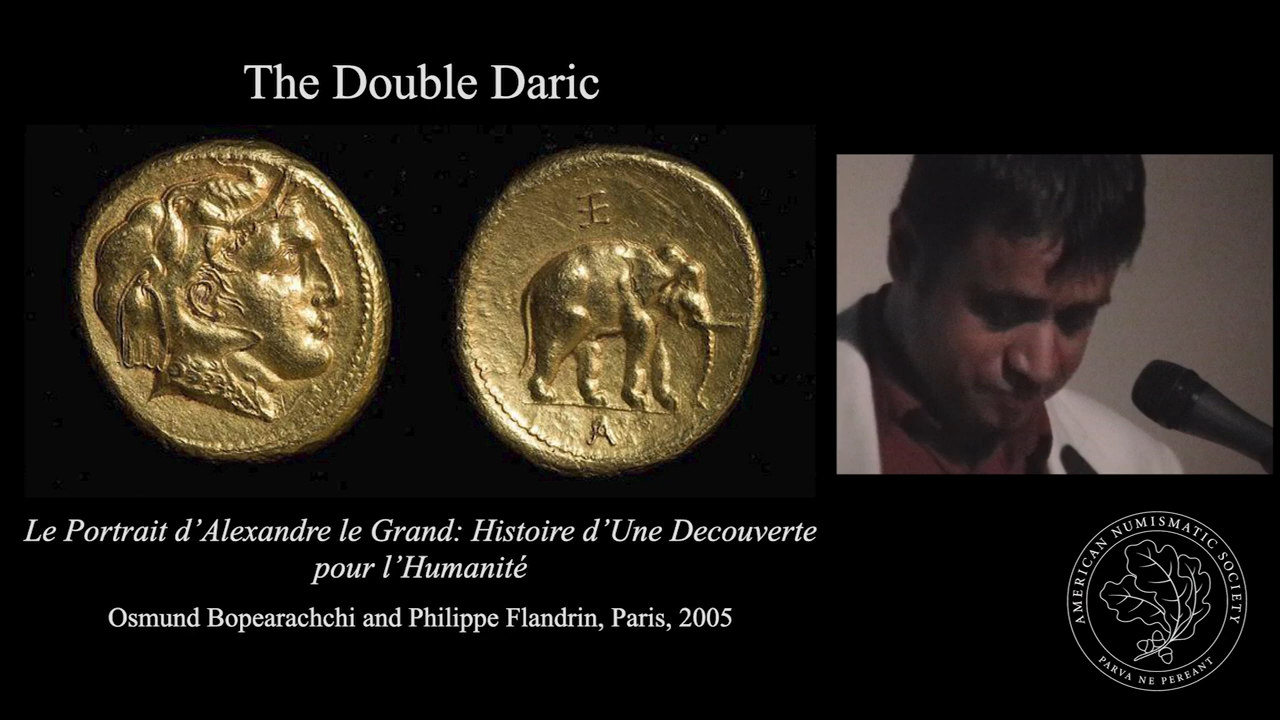 The Double Daric
Ξ
A
Le Portrait d’Alexandre le Grand: Histoire d’Une Decouverte
pour l’Humanité
Osmund Bopearachchi and Philippe Flandrin, Paris, 2005
AMERICAN NUMISMATIC SOCIETY
PARVA NE PEREANT